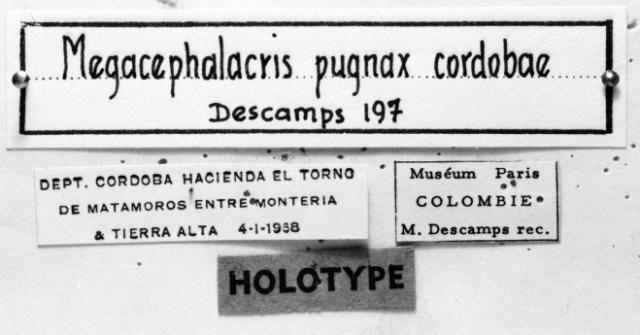 Megacephalacris pugnax cordobae
Descamps 197
DEPT. CORDOBA HACIENDA EL TORNO
DE MATAMOROS ENTRE MONTERIA
& TIERRA ALTA 4-1-1968
Muséum Paris
COLOMBIE
M. Descamps rec.
HOLOTYPE